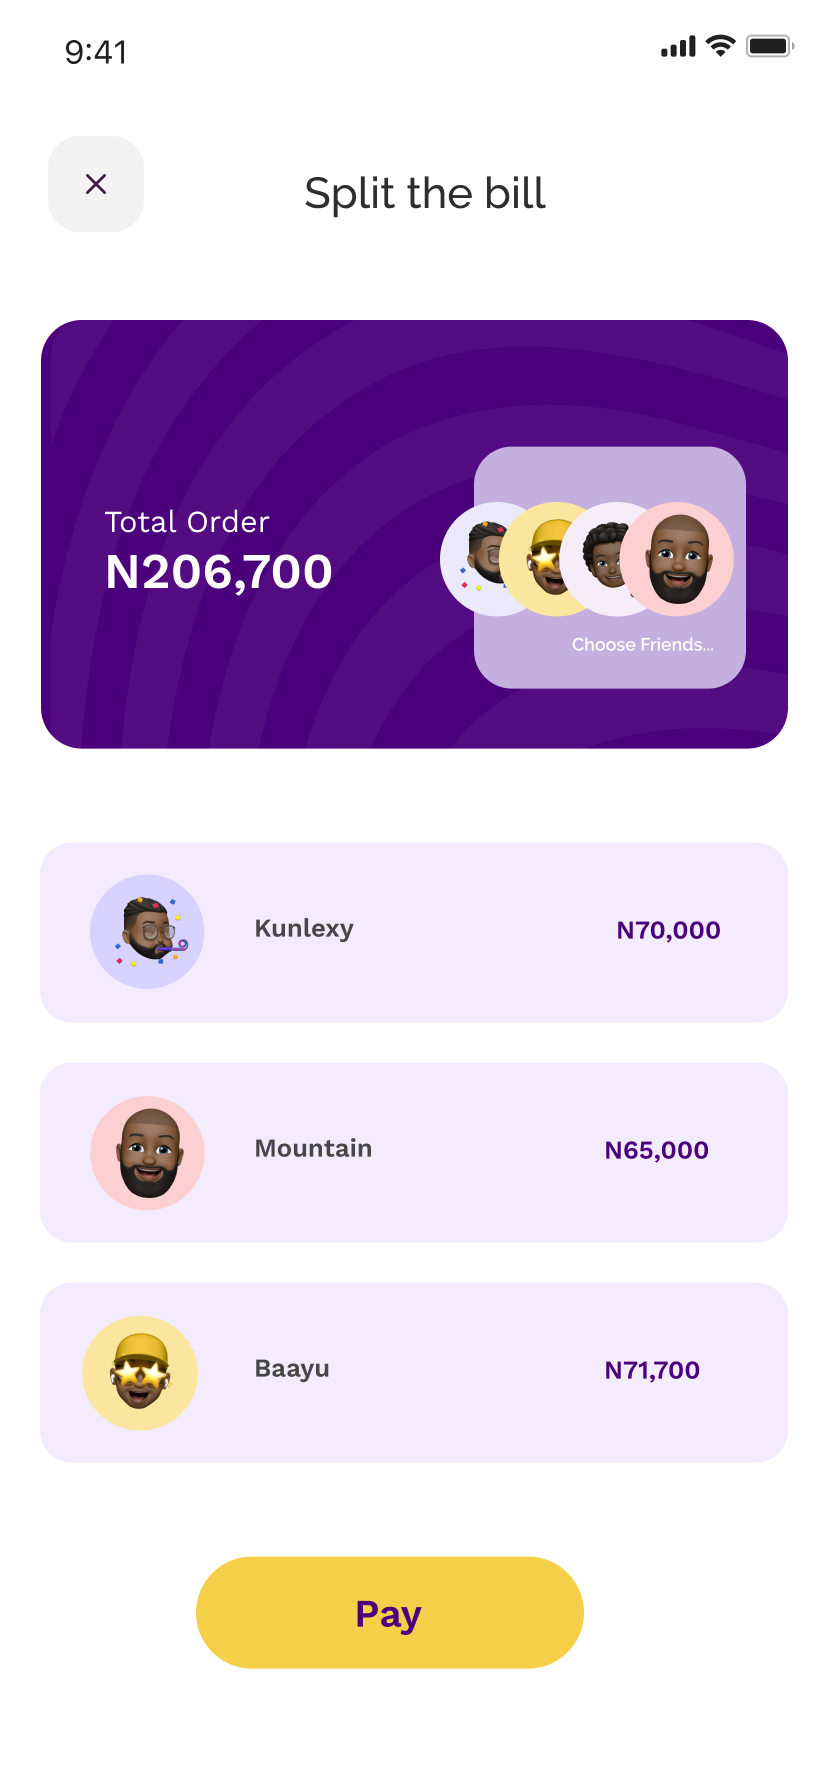 9:41
Split the bill
Total Order
N206,700
Choose Friends...
Kunlexy
N70,000
Mountain
N65,000
Baayu
N71,700
Pay